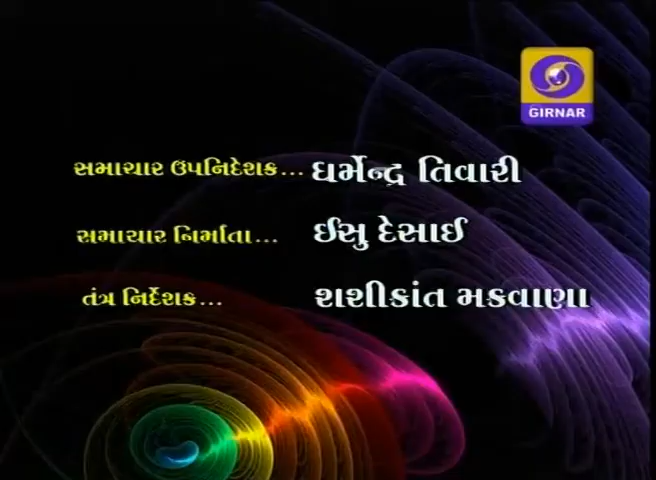 GIRNAR
સમાચાર ઉપનિદેશક... ધર્મેન્દ્ર તિવારી
સમાચાર નિર્માતા... ઈસુ દેસાઈ
તંત્ર નિર્દેશક... શશીકાંત મકવાણા